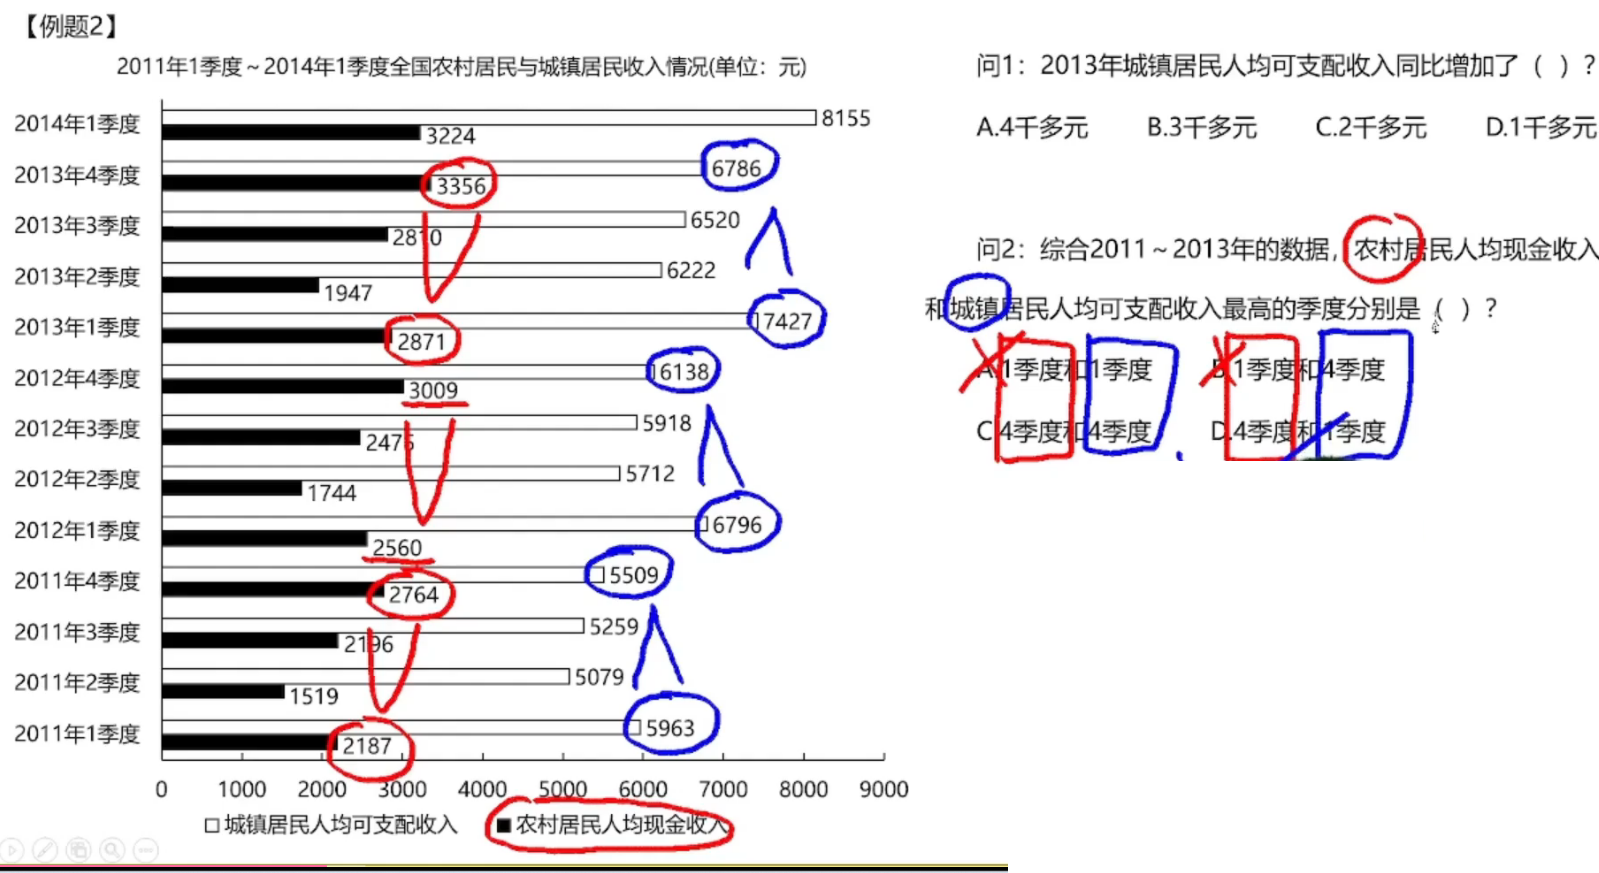 【例题2】
2011年1季度～2014年1季度全国农村居民与城镇居民收入情况(单位：元)
2014年1季度 8155 3224
2013年4季度 6786 3356
2013年3季度 6520 2810
2013年2季度 6222 1947
2013年1季度 7427 2871
2012年4季度 6138 3009
2012年3季度 5918 2475
2012年2季度 5712 1744
2012年1季度 6796 2560
2011年4季度 5509 2764
2011年3季度 5259 2196
2011年2季度 5079 1519
2011年1季度 5963 2187
0 1000 2000 3000 4000 5000 6000 7000 8000 9000
城镇居民人均可支配收入 农村居民人均现金收入
问1：2013年城镇居民人均可支配收入同比增加了（ ）？
A.4千多元 B.3千多元 C.2千多元 D.1千多元
问2：综合2011～2013年的数据，农村居民人均现金收入
和城镇居民人均可支配收入最高的季度分别是（ ）？
A.1季度和1季度 B.1季度和4季度
C.4季度和4季度 D.4季度和1季度